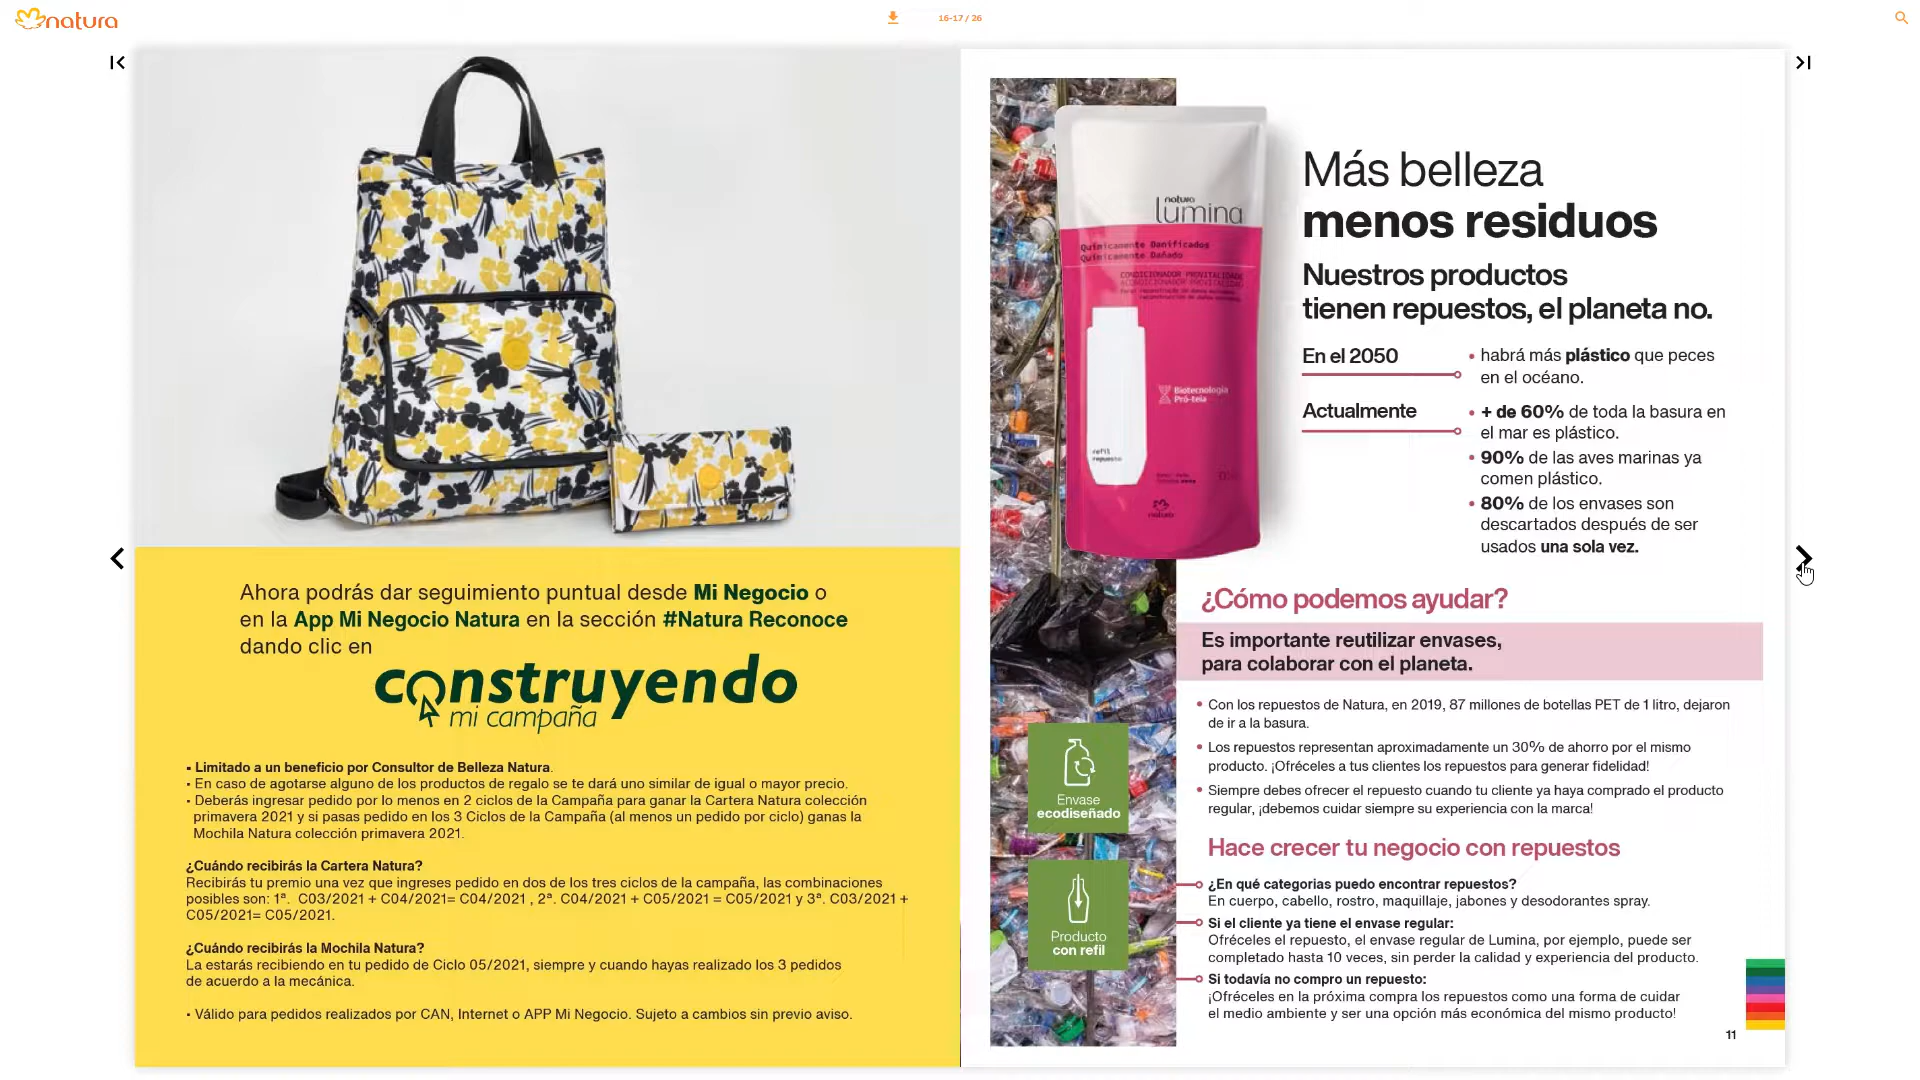 natura
16-17 / 26
Ahora podrás dar seguimiento puntual desde Mi Negocio o
en la App Mi Negocio Natura en la sección #Natura Reconoce
dando clic en
construyendo
mi campaña
▪ Limitado a un beneficio por Consultor de Belleza Natura.
• En caso de agotarse alguno de los productos de regalo se te dará uno similar de igual o mayor precio.
• Deberás ingresar pedido por lo menos en 2 ciclos de la Campaña para ganar la Cartera Natura colección
primavera 2021 y si pasas pedido en los 3 Ciclos de la Campaña (al menos un pedido por ciclo) ganas la
Mochila Natura colección primavera 2021.
¿Cuándo recibirás la Cartera Natura?
Recibirás tu premio una vez que ingreses pedido en dos de los tres ciclos de la campaña, las combinaciones
posibles son: 1ª. C03/2021 + C04/2021= C04/2021 , 2ª. C04/2021 + C05/2021 = C05/2021 y 3ª. C03/2021 +
C05/2021= C05/2021.
¿Cuándo recibirás la Mochila Natura?
La estarás recibiendo en tu pedido de Ciclo 05/2021, siempre y cuando hayas realizado los 3 pedidos
de acuerdo a la mecánica.
• Válido para pedidos realizados por CAN, Internet o APP Mi Negocio. Sujeto a cambios sin previo aviso.
natura
lumina
Quimicamente Danificados
Químicamente Dañado
CONDICIONADOR PROVITALIDADE
ACONDICIONADOR PROVITALIDAD
Biotecnología
Pró-teia
refil
repuesto
natura
Más belleza
menos residuos
Nuestros productos
tienen repuestos, el planeta no.
En el 2050
• habrá más plástico que peces
en el océano.
Actualmente
• + de 60% de toda la basura en
el mar es plástico.
• 90% de las aves marinas ya
comen plástico.
• 80% de los envases son
descartados después de ser
usados una sola vez.
¿Cómo podemos ayudar?
Es importante reutilizar envases,
para colaborar con el planeta.
• Con los repuestos de Natura, en 2019, 87 millones de botellas PET de 1 litro, dejaron
de ir a la basura.
• Los repuestos representan aproximadamente un 30% de ahorro por el mismo
producto. ¡Ofréceles a tus clientes los repuestos para generar fidelidad!
• Siempre debes ofrecer el repuesto cuando tu cliente ya haya comprado el producto
regular, ¡debemos cuidar siempre su experiencia con la marca!
Envase
ecodiseñado
Producto
con refil
Hace crecer tu negocio con repuestos
¿En qué categorias puedo encontrar repuestos?
En cuerpo, cabello, rostro, maquillaje, jabones y desodorantes spray.
Si el cliente ya tiene el envase regular:
Ofréceles el repuesto, el envase regular de Lumina, por ejemplo, puede ser
completado hasta 10 veces, sin perder la calidad y experiencia del producto.
Si todavía no compro un repuesto:
¡Ofréceles en la próxima compra los repuestos como una forma de cuidar
el medio ambiente y ser una opción más económica del mismo producto!
11